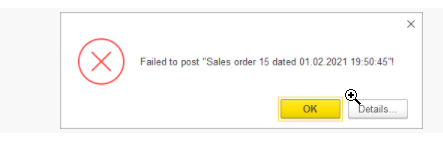 Failed to post "Sales order 15 dated 01.02.2021 19:50:45"!
OK
Details...